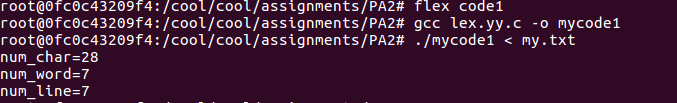 root@0fc0c43209f4:/cool/cool/assignments/PA2# flex code1
root@0fc0c43209f4:/cool/cool/assignments/PA2# gcc lex.yy.c -o mycode1
root@0fc0c43209f4:/cool/cool/assignments/PA2# ./mycode1 < my.txt
num_char=28
num_word=7
num_line=7